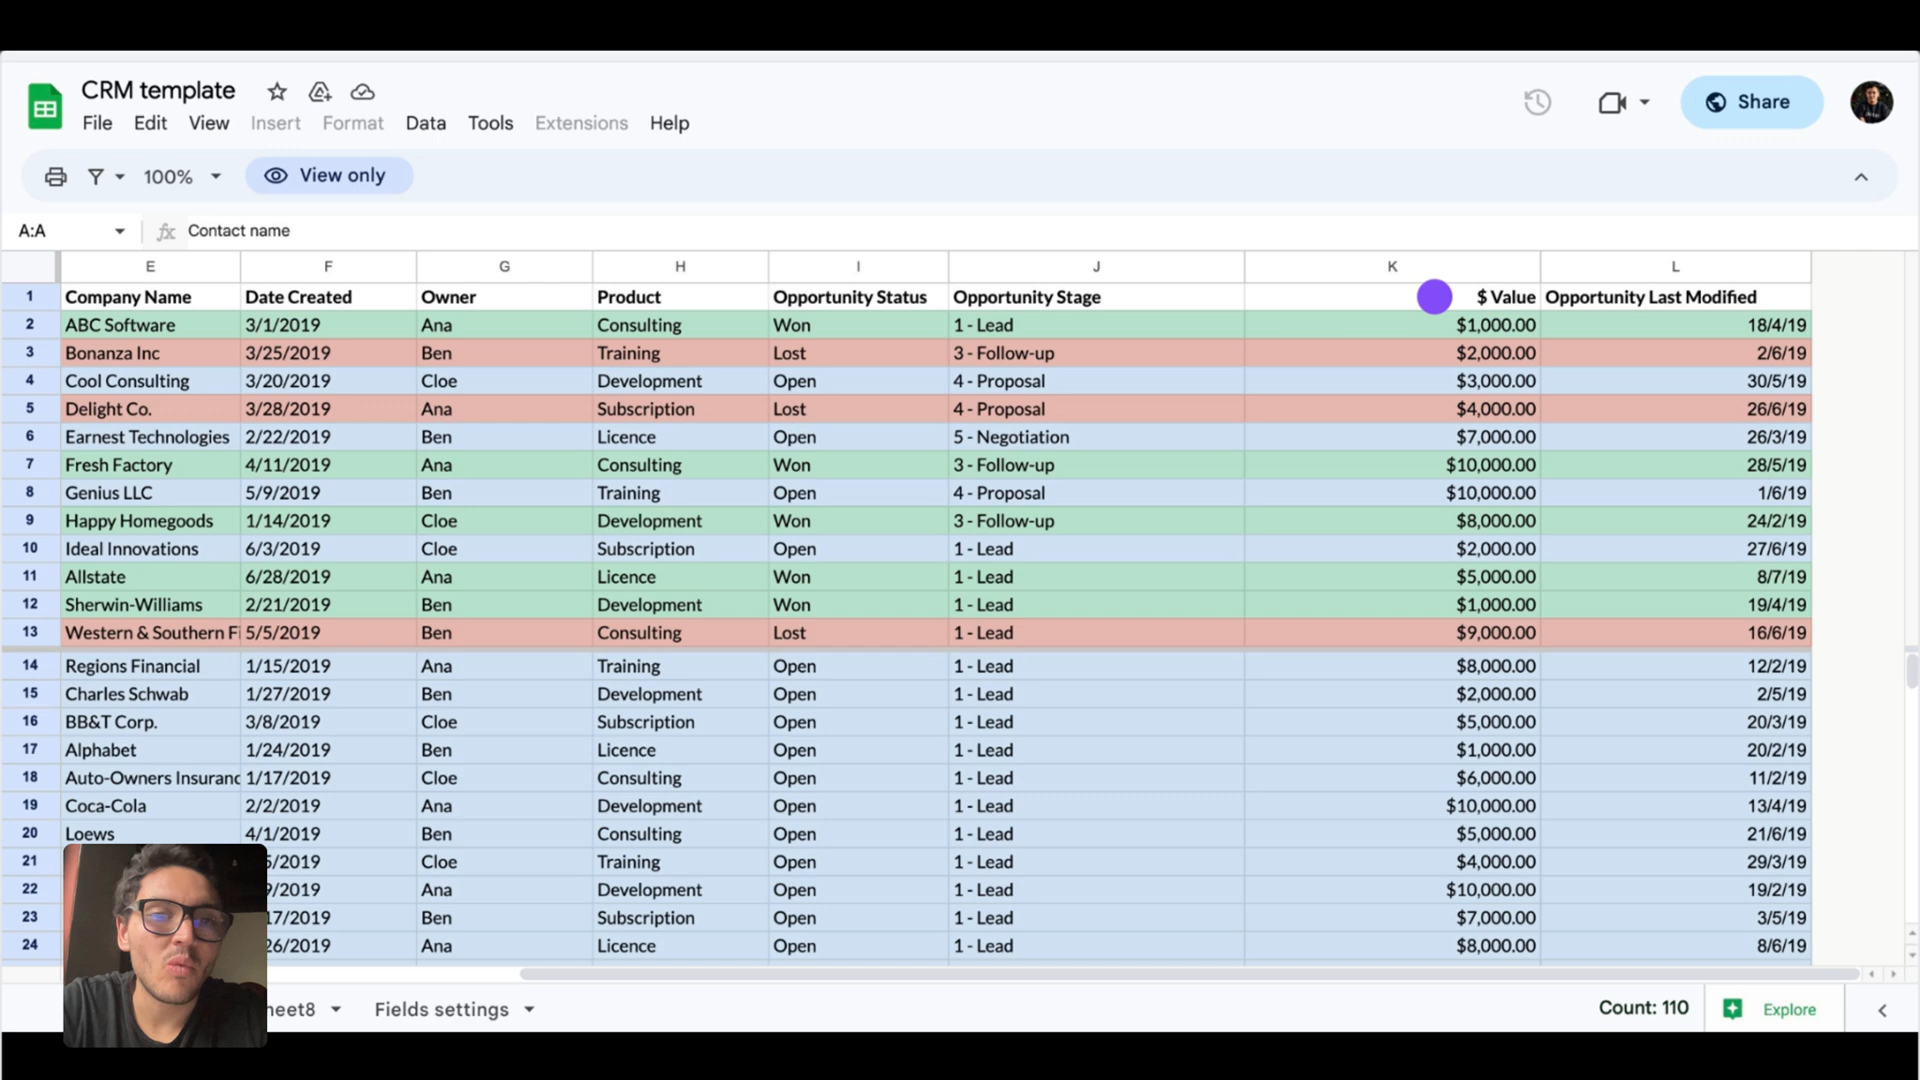 CRM template
File Edit View Insert Format Data Tools Extensions Help
Share
100% View only
A:A fx Contact name
E F G H I J K L
1 Company Name Date Created Owner Product Opportunity Status Opportunity Stage $ Value Opportunity Last Modified
2 ABC Software 3/1/2019 Ana Consulting Won 1 - Lead $1,000.00 18/4/19
3 Bonanza Inc 3/25/2019 Ben Training Lost 3 - Follow-up $2,000.00 2/6/19
4 Cool Consulting 3/20/2019 Cloe Development Open 4 - Proposal $3,000.00 30/5/19
5 Delight Co. 3/28/2019 Ana Subscription Lost 4 - Proposal $4,000.00 26/6/19
6 Earnest Technologies 2/22/2019 Ben Licence Open 5 - Negotiation $7,000.00 26/3/19
7 Fresh Factory 4/11/2019 Ana Consulting Won 3 - Follow-up $10,000.00 28/5/19
8 Genius LLC 5/9/2019 Ben Training Open 4 - Proposal $10,000.00 1/6/19
9 Happy Homegoods 1/14/2019 Cloe Development Won 3 - Follow-up $8,000.00 24/2/19
10 Ideal Innovations 6/3/2019 Cloe Subscription Open 1 - Lead $2,000.00 27/6/19
11 Allstate 6/28/2019 Ana Licence Won 1 - Lead $5,000.00 8/7/19
12 Sherwin-Williams 2/21/2019 Ben Development Won 1 - Lead $1,000.00 19/4/19
13 Western & Southern Fi 5/5/2019 Ben Consulting Lost 1 - Lead $9,000.00 16/6/19
14 Regions Financial 1/15/2019 Ana Training Open 1 - Lead $8,000.00 12/2/19
15 Charles Schwab 1/27/2019 Ben Development Open 1 - Lead $2,000.00 2/5/19
16 BB&T Corp. 3/8/2019 Cloe Subscription Open 1 - Lead $5,000.00 20/3/19
17 Alphabet 1/24/2019 Ben Licence Open 1 - Lead $1,000.00 20/2/19
18 Auto-Owners Insuranc 1/17/2019 Cloe Consulting Open 1 - Lead $6,000.00 11/2/19
19 Coca-Cola 2/2/2019 Ana Development Open 1 - Lead $10,000.00 13/4/19
20 Loews 4/1/2019 Ben Consulting Open 1 - Lead $5,000.00 21/6/19
21 5/2019 Cloe Training Open 1 - Lead $4,000.00 29/3/19
22 9/2019 Ana Development Open 1 - Lead $10,000.00 19/2/19
23 17/2019 Ben Subscription Open 1 - Lead $7,000.00 3/5/19
24 26/2019 Ana Licence Open 1 - Lead $8,000.00 8/6/19
heet8 Fields settings Count: 110 Explore